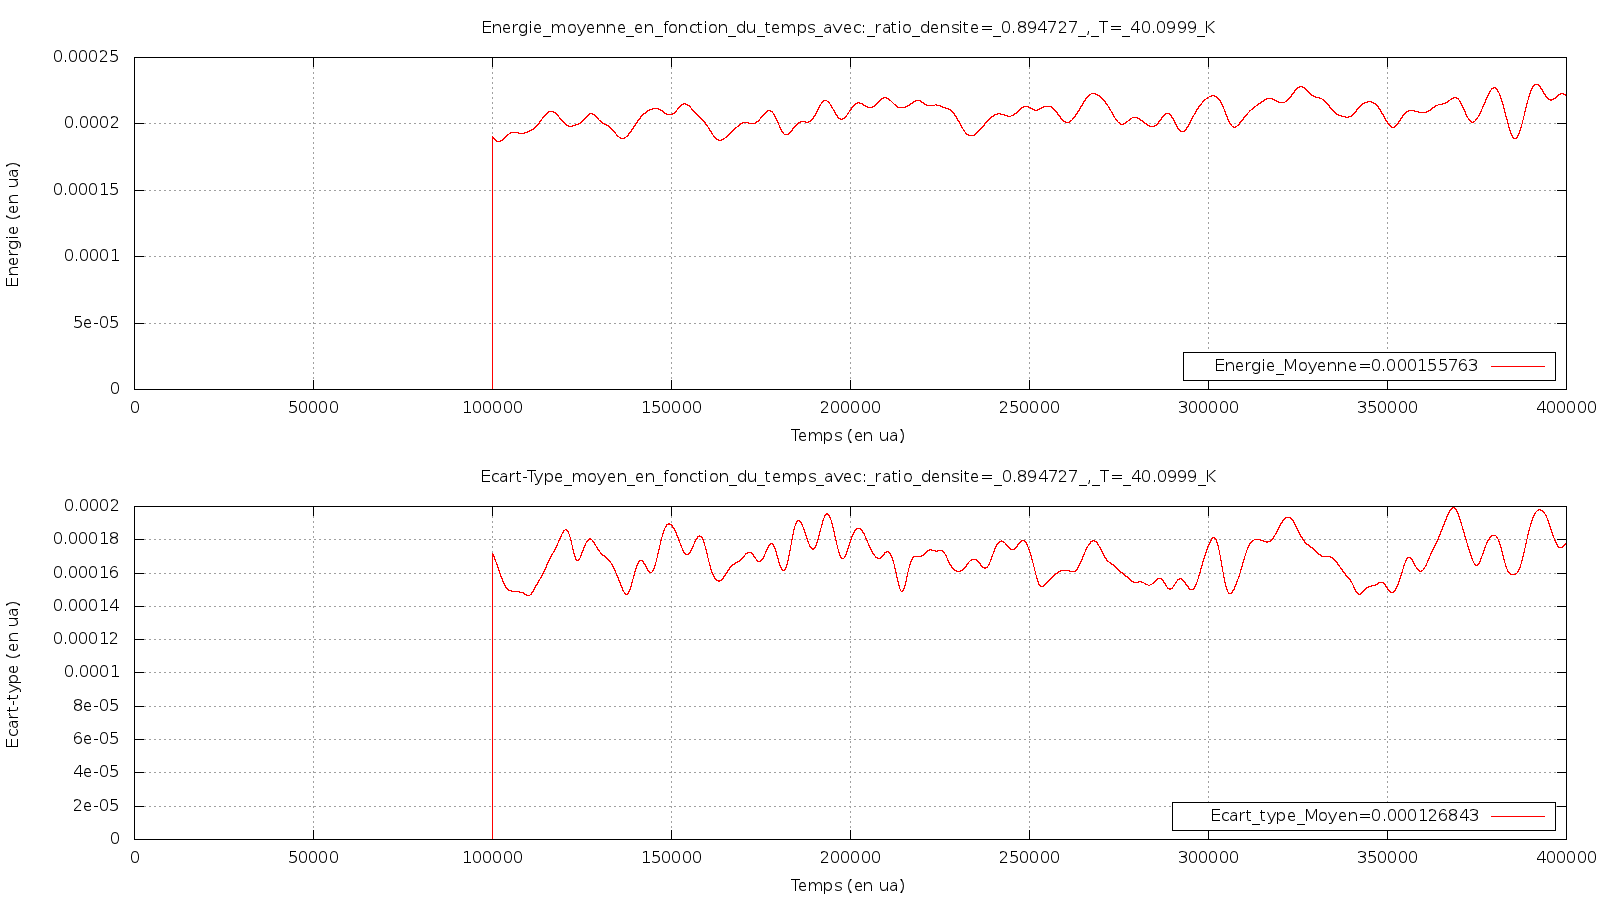 Energie_moyenne_en_fonction_du_temps_avec:_ratio_densite=_0.894727_,_T=_40.0999_K
0.00025
0.0002
0.00015
0.0001
5e-05
0
Energie (en ua)
Energie_Moyenne=0.000155763
0 50000 100000 150000 200000 250000 300000 350000 400000
Temps (en ua)
Ecart-Type_moyen_en_fonction_du_temps_avec:_ratio_densite=_0.894727_,_T=_40.0999_K
0.0002
0.00018
0.00016
0.00014
0.00012
0.0001
8e-05
6e-05
4e-05
2e-05
0
Ecart-type (en ua)
Ecart_type_Moyen=0.000126843
0 50000 100000 150000 200000 250000 300000 350000 400000
Temps (en ua)